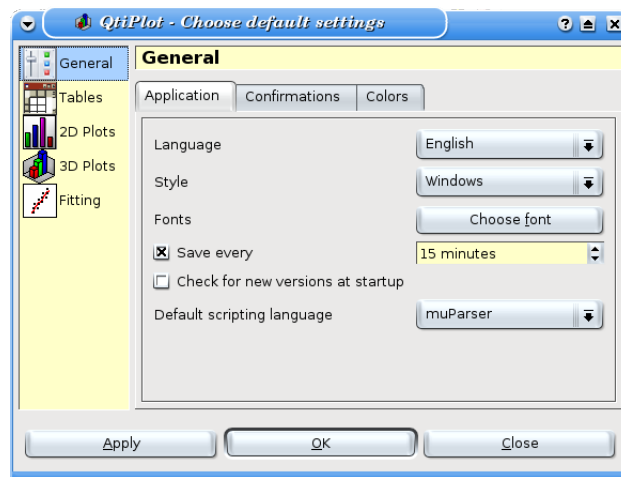 QtiPlot - Choose default settings
General
Tables
2D Plots
3D Plots
Fitting
General
Application Confirmations Colors
Language English
Style Windows
Fonts Choose font
Save every 15 minutes
Check for new versions at startup
Default scripting language muParser
Apply OK Close